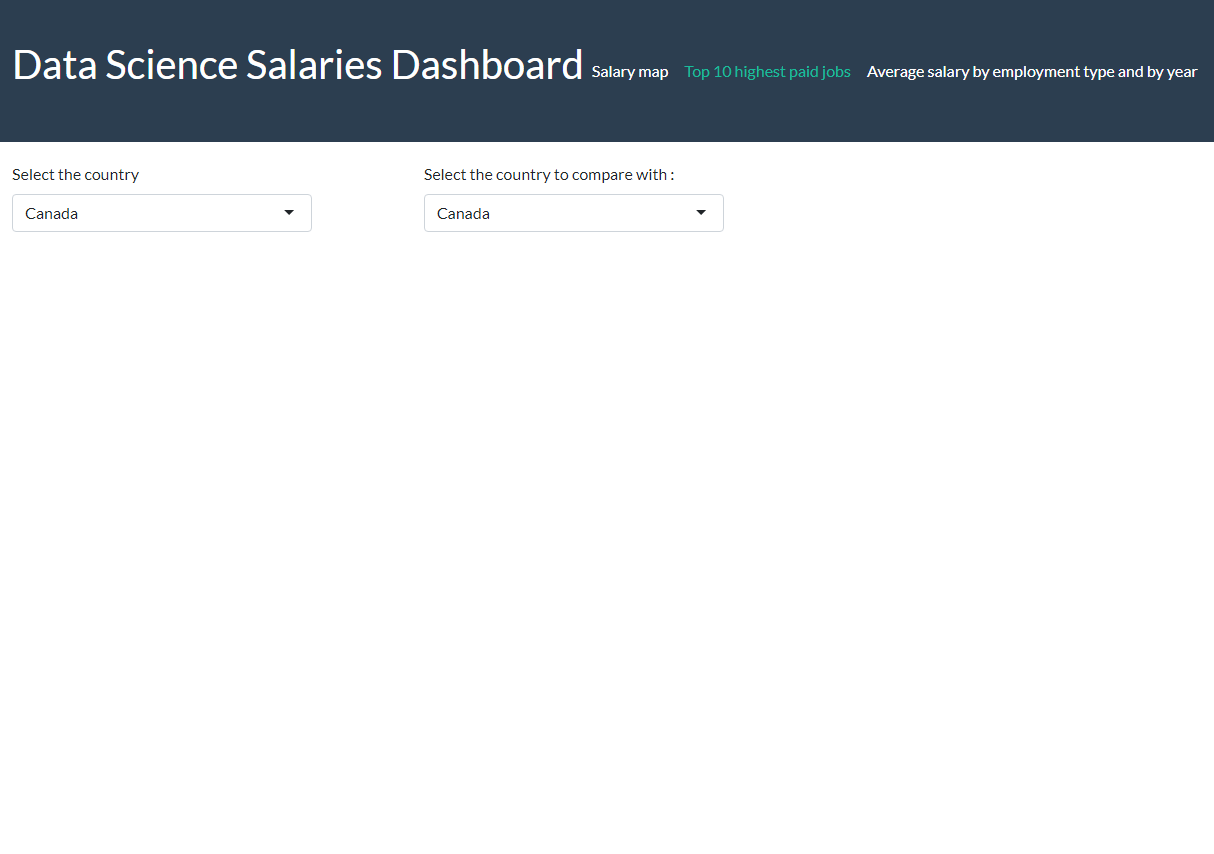 Data Science Salaries Dashboard Salary map Top 10 highest paid jobs Average salary by employment type and by year
Select the country Select the country to compare with :
Canada Canada